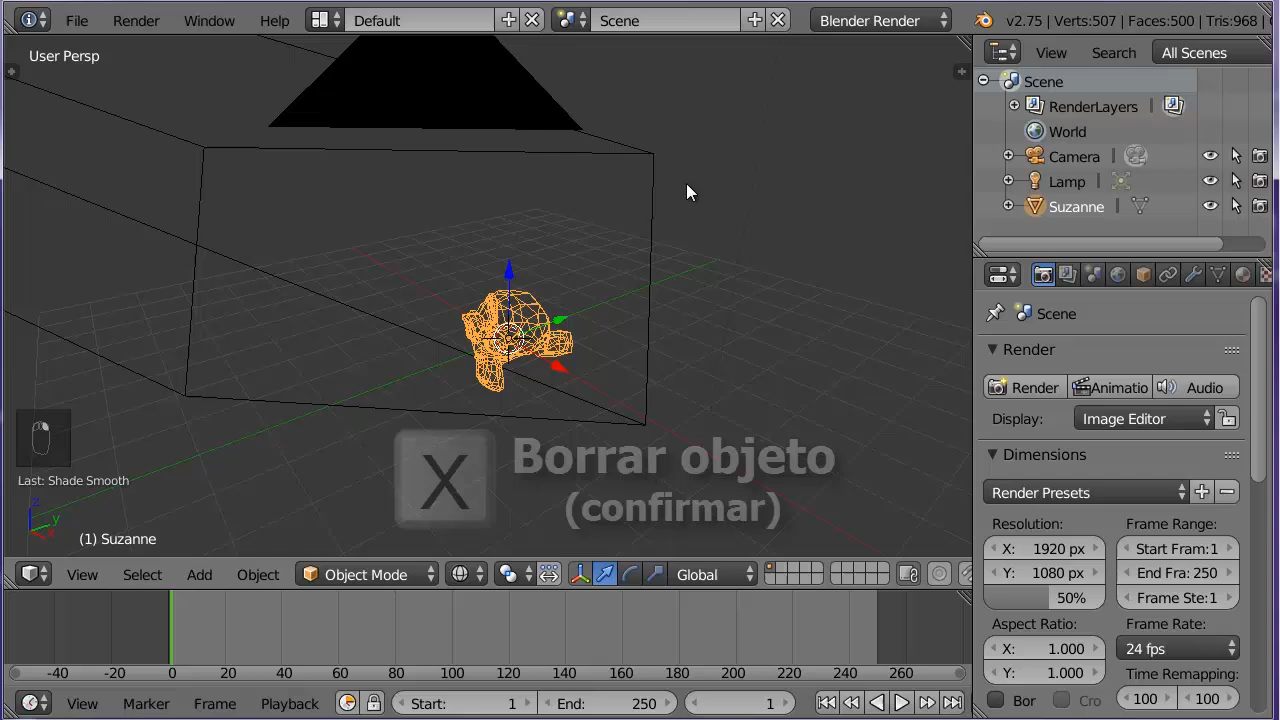 File Render Window Help Default Scene Blender Render v2.75 | Verts:507 | Faces:500 | Tris:968 |
User Persp
View Search All Scenes
Scene
RenderLayers
World
Camera
Lamp
Suzanne
Scene
Render
Render Animatio Audio
Display: Image Editor
Dimensions
Render Presets
Resolution: Frame Range:
X: 1920 px Start Fram:1
Y: 1080 px End Fra: 250
50% Frame Ste:1
Aspect Ratio: Frame Rate:
X: 1.000 24 fps
Y: 1.000 Time Remapping:
Bor Cro 100 100
X Borrar objeto
(confirmar)
Last: Shade Smooth
z
y
x
(1) Suzanne
View Select Add Object Object Mode Global
-40 -20 0 20 40 60 80 100 120 140 160 180 200 220 240 260
View Marker Frame Playback Start: 1 End: 250 1